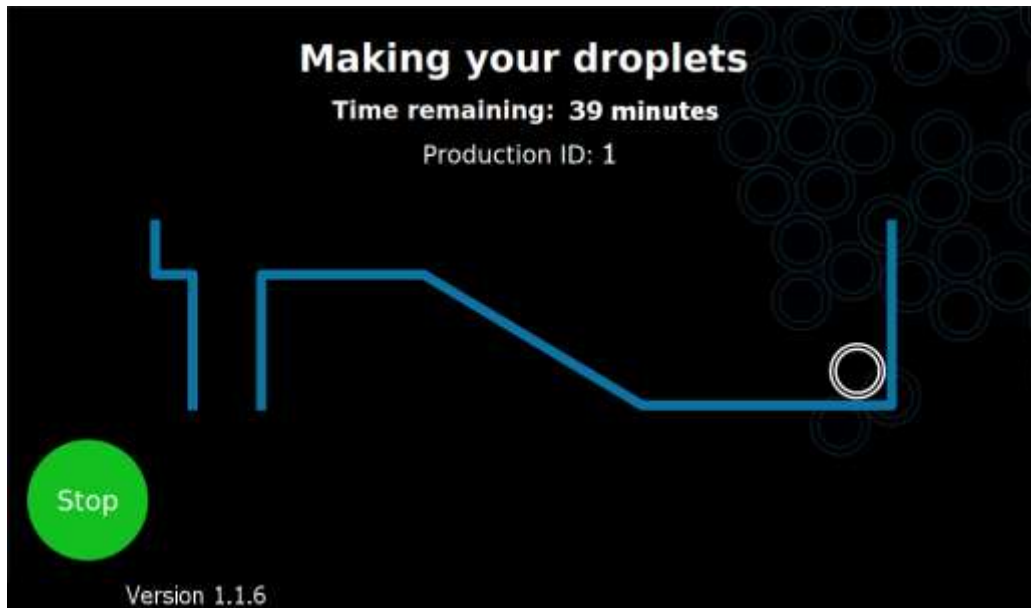 Making your droplets
Time remaining: 39 minutes
Production ID: 1
Stop
Version 1.1.6